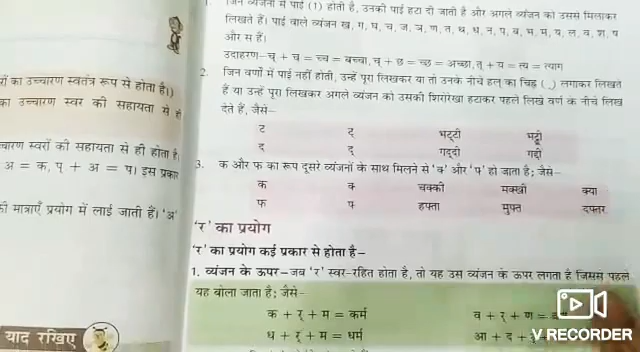 जिन व्यंजनों में पाई (ा) होती है, उनकी पाई हटा दी जाती है और अगले व्यंजन को उससे मिलाकर
लिखते हैं। पाई वाले व्यंजन ख, ग, घ, च, ज, ञ, ण, त, थ, ध, न, प, ब, भ, म, य, ल, व, श, ष
और स हैं।
उदाहरण–च् + च = च्च = बच्चा, च् + छ = च्छ = अच्छा, त् + य = त्य = त्याग
2. जिन वर्णों में पाई नहीं होती, उन्हें पूरा लिखकर या तो उनके नीचे हल् का चिह्न (्) लगाकर लिखते
हैं या उन्हें पूरा लिखकर अगले व्यंजन को उसकी शिरोरेखा हटाकर पहले लिखे वर्ण के नीचे लिख
देते हैं, जैसे–
ट ट् भट्‌टी भट्टी
द द् गद्‌दी गद्दी
3. क और फ का रूप दूसरे व्यंजनों के साथ मिलने से 'क्' और 'फ्' हो जाता है; जैसे–
क क् चक्की मक्खी क्या
फ फ् हफ्ता मुफ्त दफ्तर
'र' का प्रयोग
'र' का प्रयोग कई प्रकार से होता है–
1. व्यंजन के ऊपर–जब 'र' स्वर-रहित होता है, तो यह उस व्यंजन के ऊपर लगता है जिससे पहले
यह बोला जाता है; जैसे–
क + र् + म = कर्म व + र् + ण =
ध + र् + म = धर्म आ + द +
का उच्चारण स्वतंत्र रूप से होता है।)
का उच्चारण स्वर की सहायता से ही
स्वरों की सहायता से ही होता है
अ = क, प् + अ = प। इस प्रकार
मात्राएँ प्रयोग में लाई जाती हैं। 'अ'
याद रखिए
V RECORDER